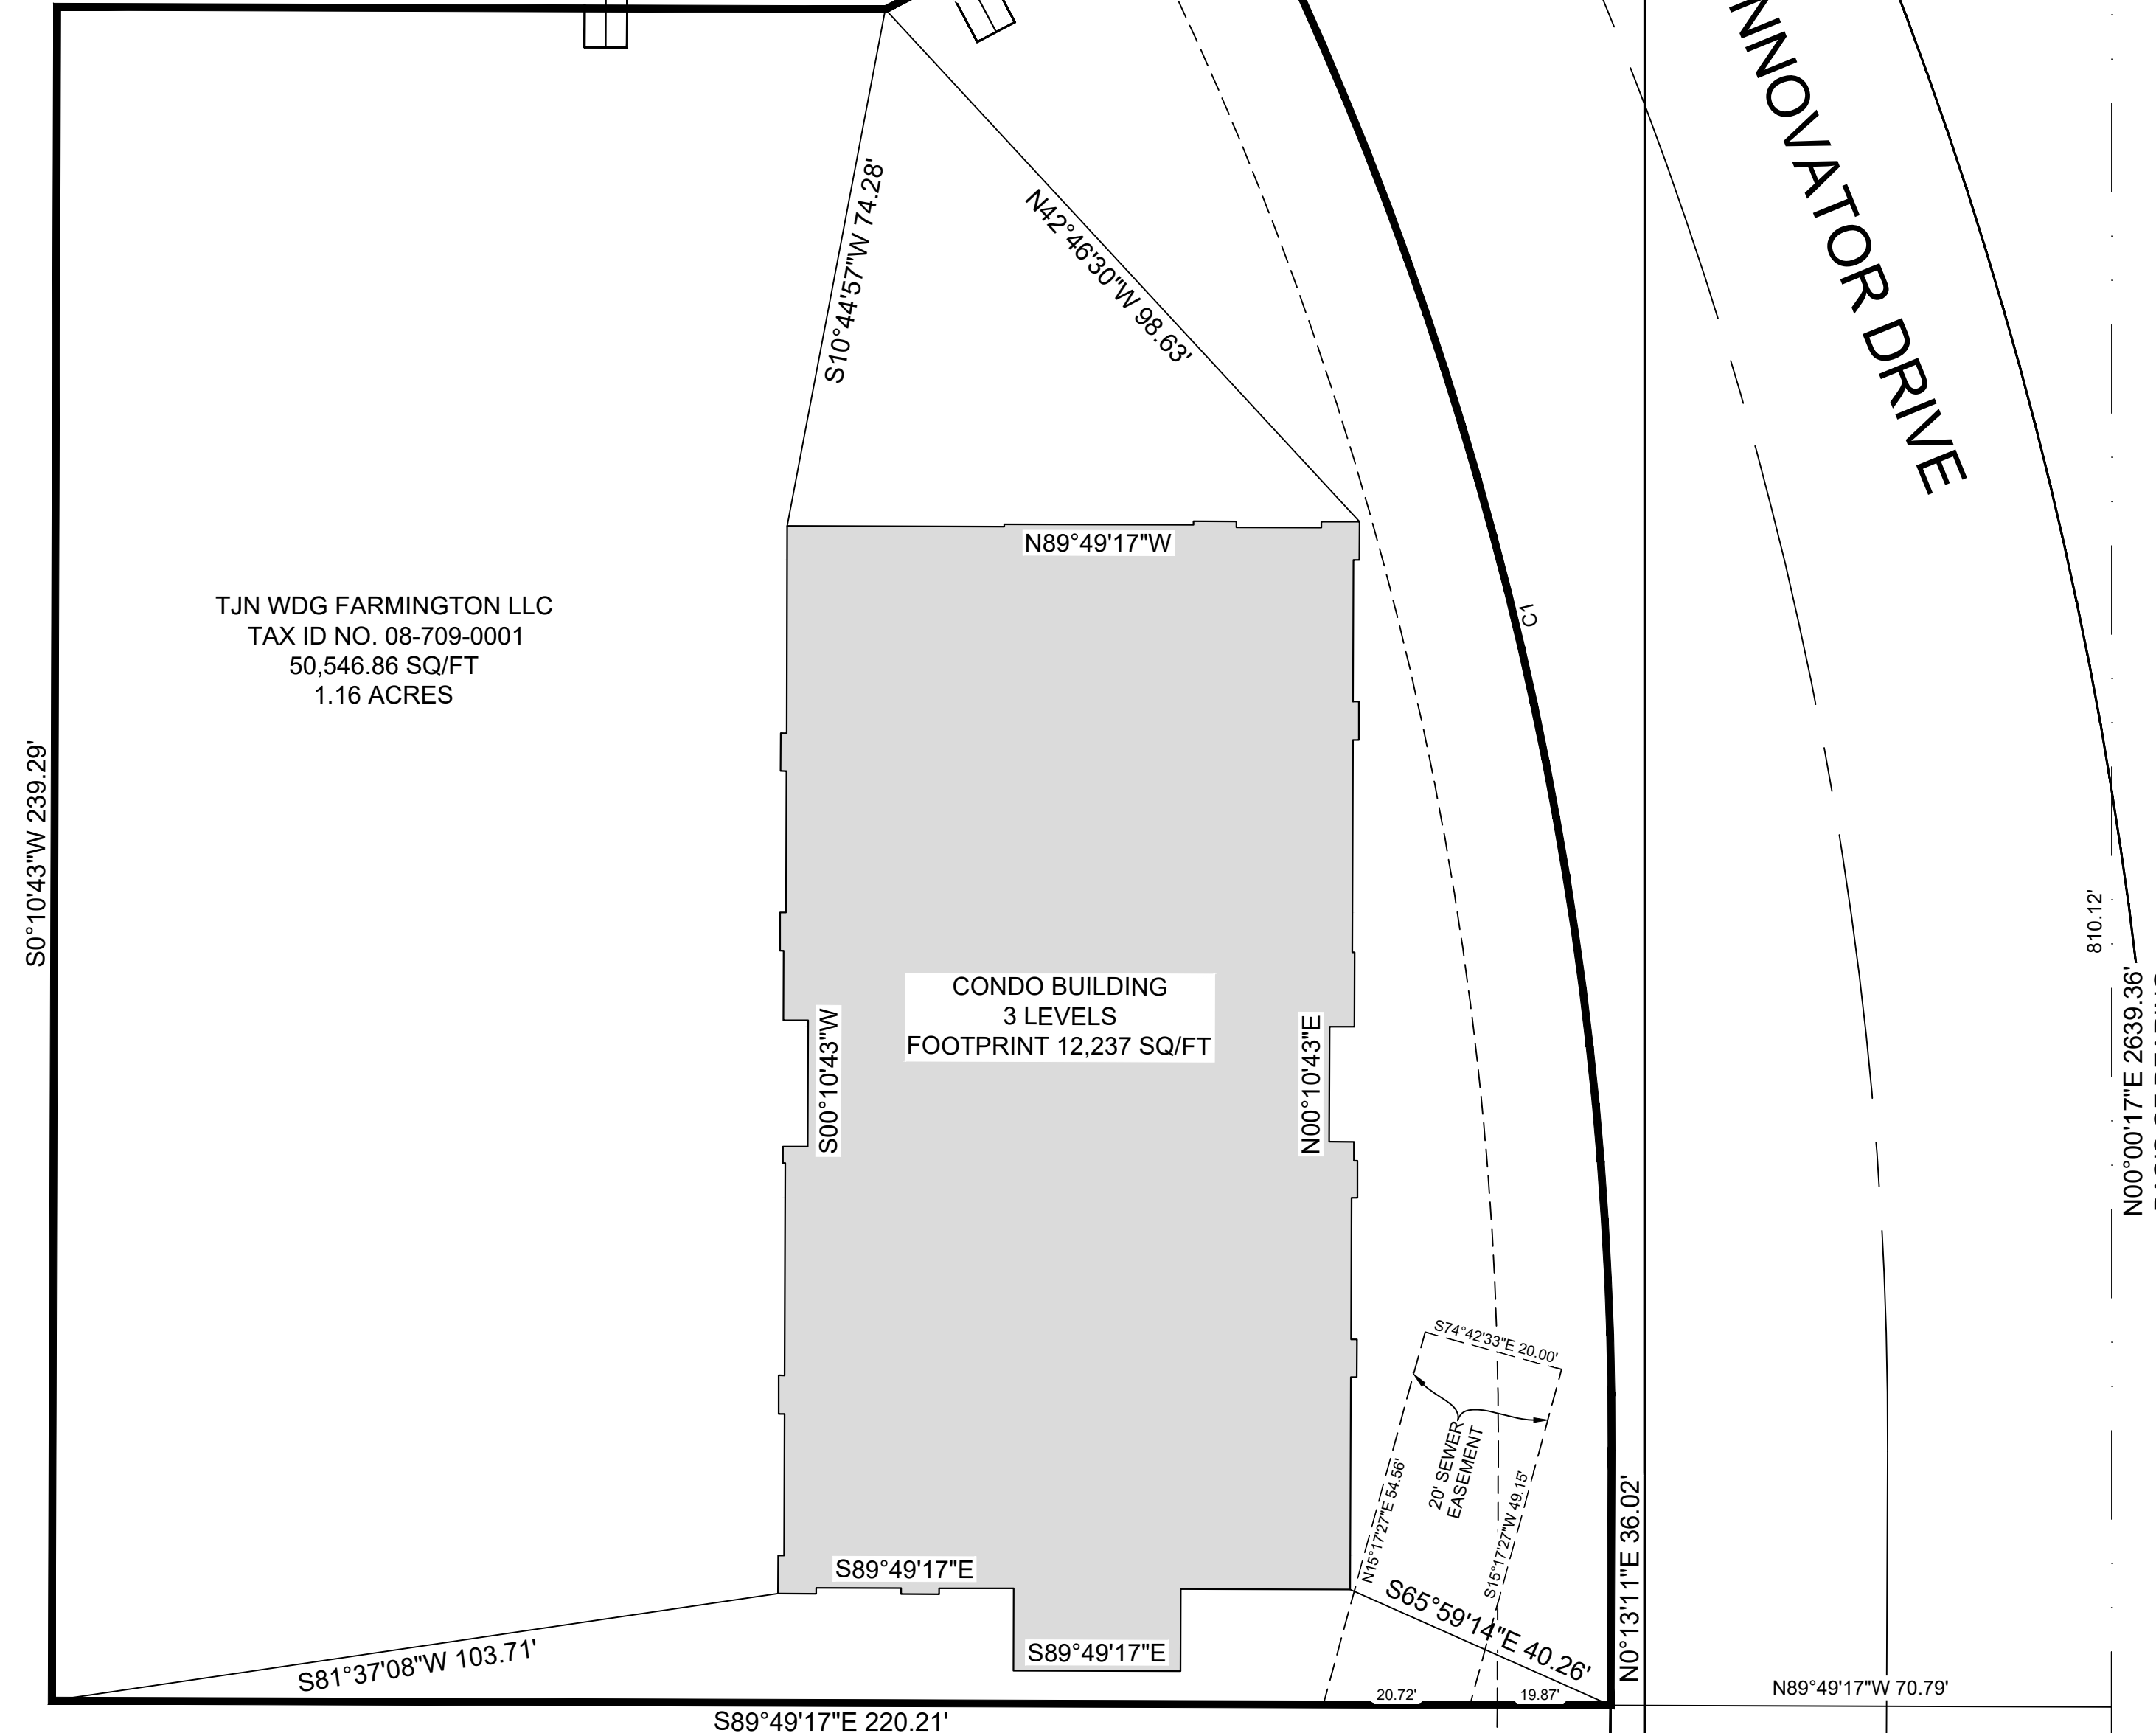 NNOVATOR DRIVE
S10°44'57"W 74.28'
N42°46'30"W 98.63'
N89°49'17"W
C1
TJN WDG FARMINGTON LLC
TAX ID NO. 08-709-0001
50,546.86 SQ/FT
1.16 ACRES
S0°10'43"W 239.29'
810.12'
N00°00'17"E 2639.36'
CONDO BUILDING
3 LEVELS
FOOTPRINT 12,237 SQ/FT
S00°10'43"W
N00°10'43"E
S74°42'33"E 20.00'
20' SEWER
EASEMENT
N15°17'27"E 54.56'
S15°17'27"W 49.15'
N0°13'11"E 36.02'
S89°49'17"E
S65°59'14"E 40.26'
S89°49'17"E
S81°37'08"W 103.71'
20.72'
19.87'
N89°49'17"W 70.79'
S89°49'17"E 220.21'